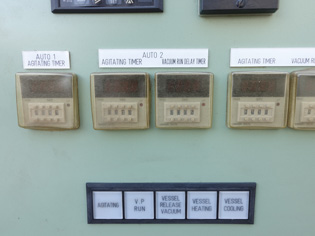 AUTO 1
AGITATING TIMER
AUTO 2
AGITATING TIMER
VACUUM RUN DELAY TIMER
AGITATING TIMER
VACUUM R
AGITATING
V.P
RUN
VESSEL
RELEASE
VACUUM
VESSEL
HEATING
VESSEL
COOLING